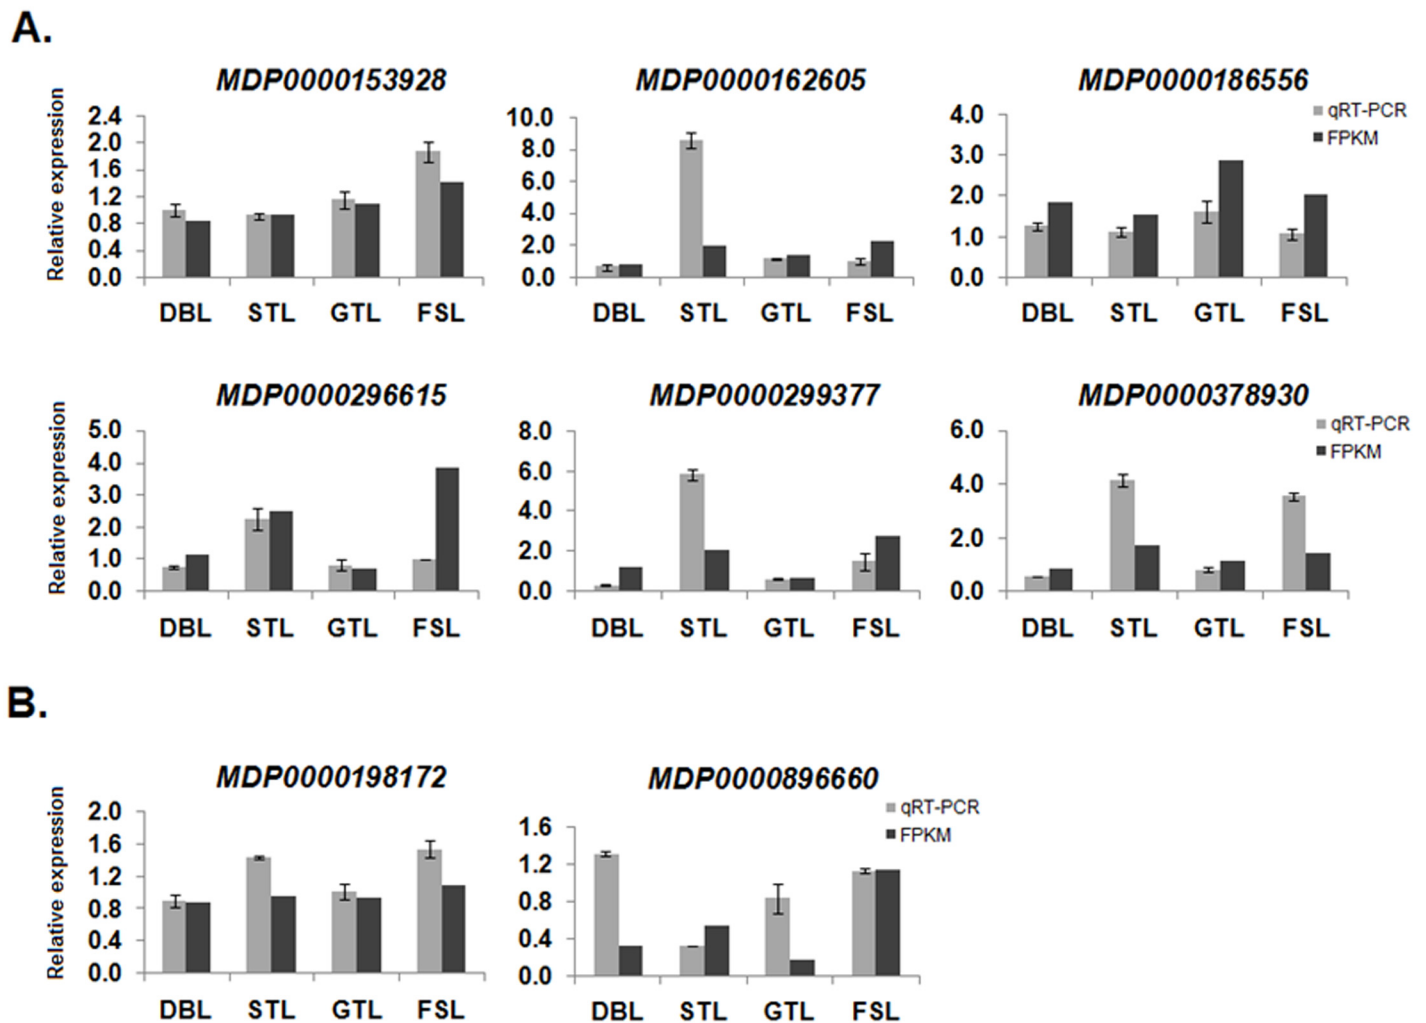 A.
MDP0000153928
Relative expression
2.4
2.0
1.6
1.2
0.8
0.4
0.0
DBL STL GTL FSL
MDP0000162605
10.0
8.0
6.0
4.0
2.0
0.0
DBL STL GTL FSL
MDP0000186556
4.0
3.0
2.0
1.0
0.0
DBL STL GTL FSL
qRT-PCR
FPKM
MDP0000296615
Relative expression
5.0
4.0
3.0
2.0
1.0
0.0
DBL STL GTL FSL
MDP0000299377
8.0
6.0
4.0
2.0
0.0
DBL STL GTL FSL
MDP0000378930
6.0
4.0
2.0
0.0
DBL STL GTL FSL
qRT-PCR
FPKM
B.
MDP0000198172
Relative expression
2.0
1.6
1.2
0.8
0.4
0.0
DBL STL GTL FSL
MDP0000896660
1.6
1.2
0.8
0.4
0.0
DBL STL GTL FSL
qRT-PCR
FPKM